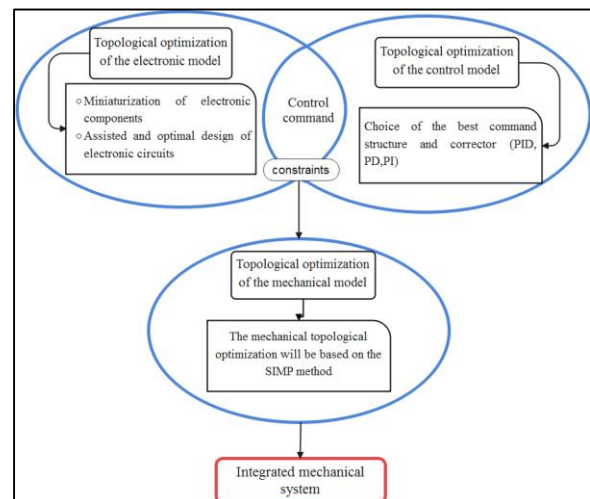 Topological optimization
of the electronic model
○ Miniaturization of electronic
components
○ Assisted and optimal design of
electronic circuits
Control
command
Topological optimization
of the control model
Choice of the best command
structure and corrector (PID,
PD,PI)
constraints
Topological optimization
of the mechanical model
The mechanical topological
optimization will be based on the
SIMP method
Integrated mechanical
system